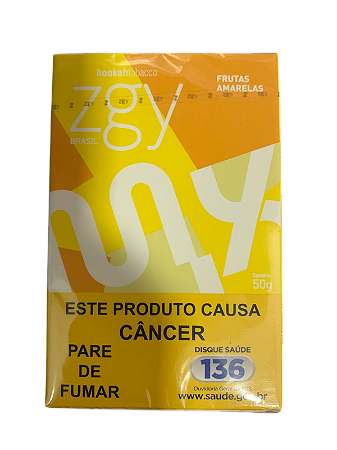 hookahtobacco
FRUTAS
AMARELAS
zgy
BRASIL
50g
ESTE PRODUTO CAUSA
CÂNCER
PARE
DE
FUMAR
DISQUE SAÚDE
136
www.saude.gov.br